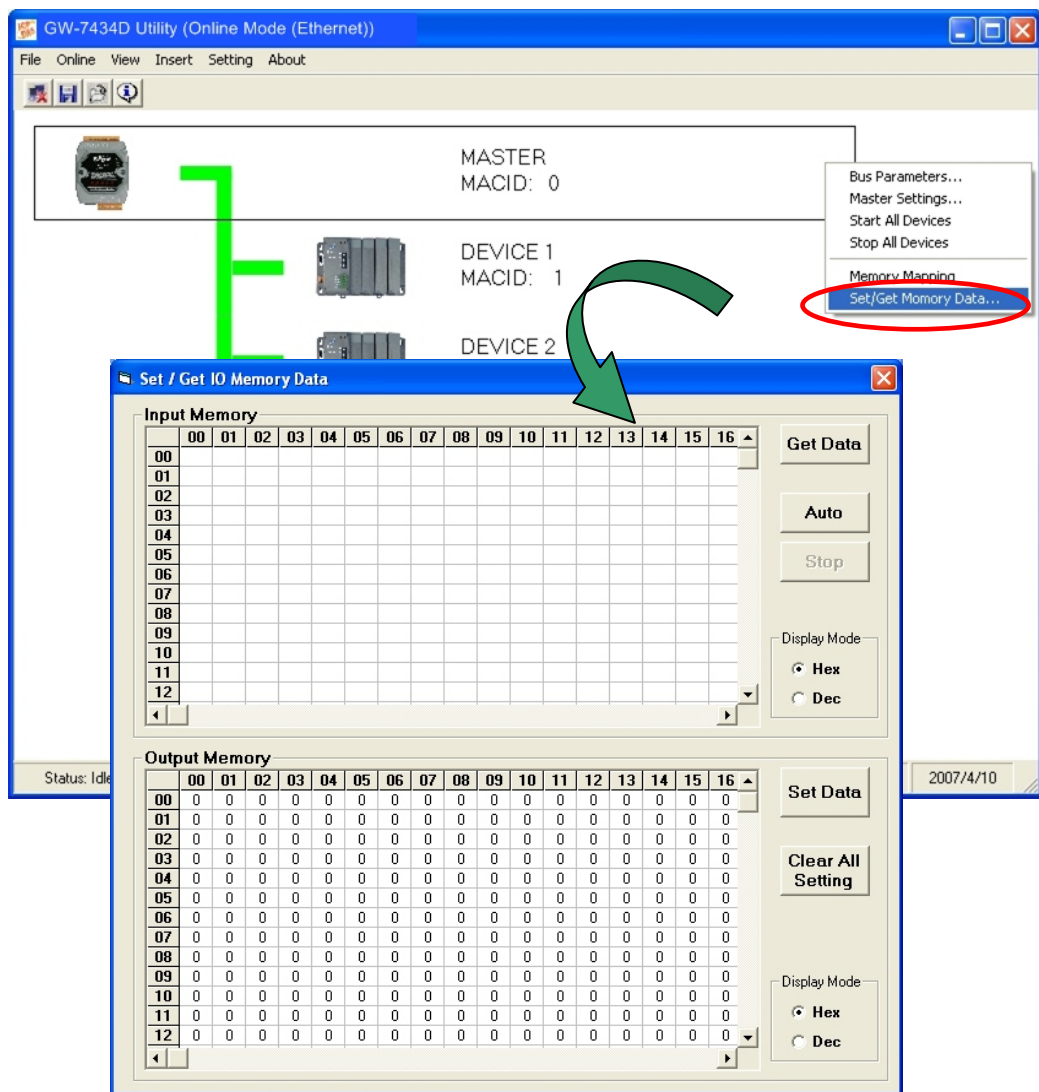 GW-7434D Utility (Online Mode (Ethernet))
File Online View Insert Setting About
MASTER
MACID: 0
DEVICE 1
MACID: 1
DEVICE 2
Bus Parameters...
Master Settings...
Start All Devices
Stop All Devices
Memory Mapping
Set/Get Momory Data...
Set / Get IO Memory Data
Input Memory
00 01 02 03 04 05 06 07 08 09 10 11 12 13 14 15 16
00
01
02
03
04
05
06
07
08
09
10
11
12
Get Data
Auto
Stop
Display Mode
Hex
Dec
Output Memory
00 01 02 03 04 05 06 07 08 09 10 11 12 13 14 15 16
00 0 0 0 0 0 0 0 0 0 0 0 0 0 0 0 0 0
01 0 0 0 0 0 0 0 0 0 0 0 0 0 0 0 0 0
02 0 0 0 0 0 0 0 0 0 0 0 0 0 0 0 0 0
03 0 0 0 0 0 0 0 0 0 0 0 0 0 0 0 0 0
04 0 0 0 0 0 0 0 0 0 0 0 0 0 0 0 0 0
05 0 0 0 0 0 0 0 0 0 0 0 0 0 0 0 0 0
06 0 0 0 0 0 0 0 0 0 0 0 0 0 0 0 0 0
07 0 0 0 0 0 0 0 0 0 0 0 0 0 0 0 0 0
08 0 0 0 0 0 0 0 0 0 0 0 0 0 0 0 0 0
09 0 0 0 0 0 0 0 0 0 0 0 0 0 0 0 0 0
10 0 0 0 0 0 0 0 0 0 0 0 0 0 0 0 0 0
11 0 0 0 0 0 0 0 0 0 0 0 0 0 0 0 0 0
12 0 0 0 0 0 0 0 0 0 0 0 0 0 0 0 0 0
Set Data
Clear All
Setting
Display Mode
Hex
Dec
Status: Idle
2007/4/10